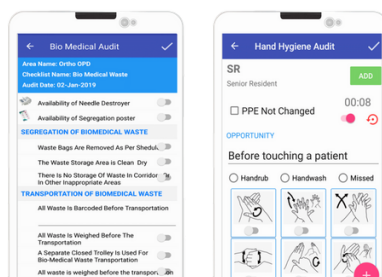 Bio Medical Audit
Area Name: Ortho OPD
Checklist Name: Bio Medical Waste
Audit Date: 02-Jan-2019
Availability of Needle Destroyer
Availability of Segregation poster
SEGREGATION OF BIOMEDICAL WASTE
Waste Bags Are Removed As Per
The Waste Storage Area is Clean Dry
There Is No Storage Of Waste In Corridor
In Other Inappropriate Areas
TRANSPORTATION OF BIOMEDICAL WASTE
All Waste Is Barcoded Before Transportation
All Waste Is Weighed Before The
Transportation
A Separate Closed Trolley Is Used For
Bio-Medical Waste Transportation
All waste is weighed before the
Hand Hygiene Audit
SR
Senior Resident
ADD
PPE Not Changed
00:08
OPPORTUNITY
Before touching a patient
Handrub
Handwash
Missed